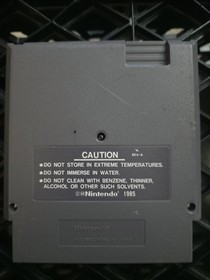 CAUTION
•DO NOT STORE IN EXTREME TEMPERATURES.
•DO NOT IMMERSE IN WATER.
•DO NOT CLEAN WITH BENZENE, THINNER,
ALCOHOL OR OTHER SUCH SOLVENTS.
Nintendo 1985